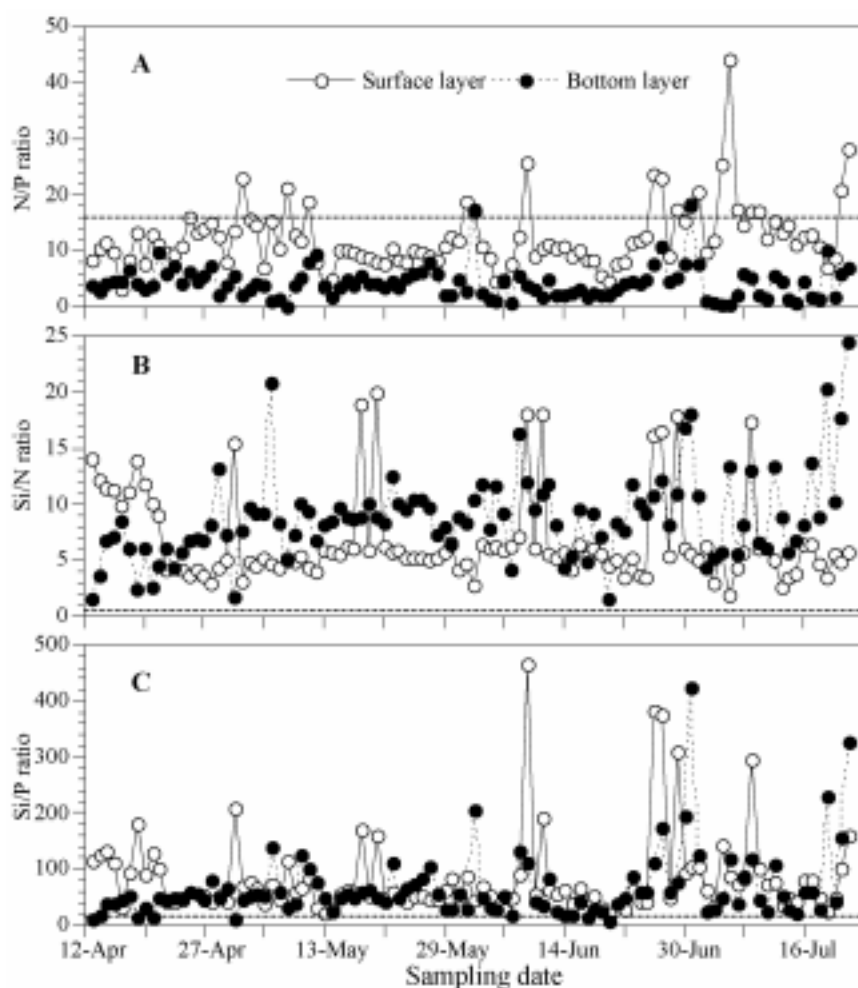 50
A
Surface layer
Bottom layer
40
30
20
10
0
N/P ratio
25
B
20
15
10
5
0
Si/N ratio
500
C
400
300
200
100
0
Si/P ratio
12-Apr 27-Apr 13-May 29-May 14-Jun 30-Jun 16-Jul
Sampling date